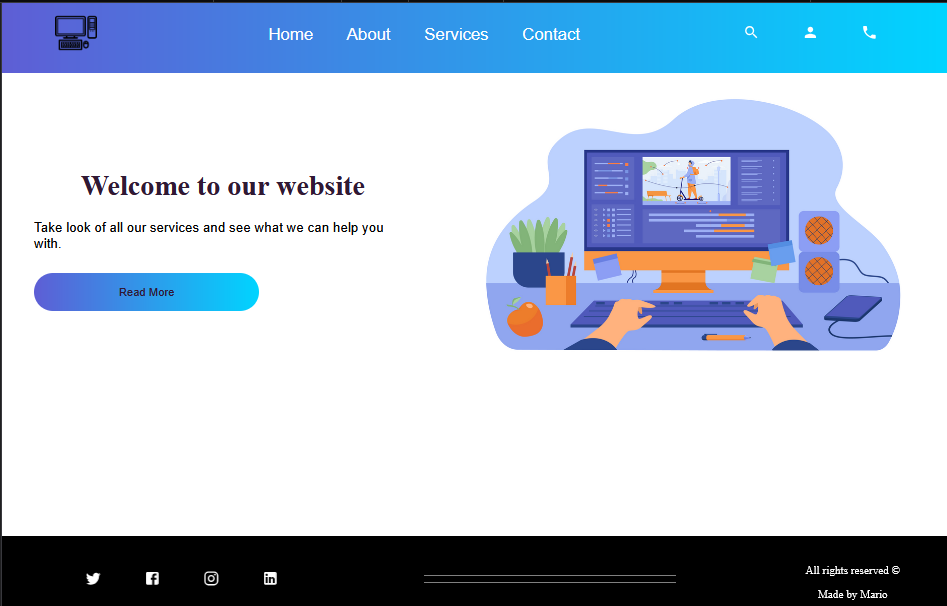 Home About Services Contact
Welcome to our website
Take look of all our services and see what we can help you
with.
Read More
All rights reserved ©
Made by Mario